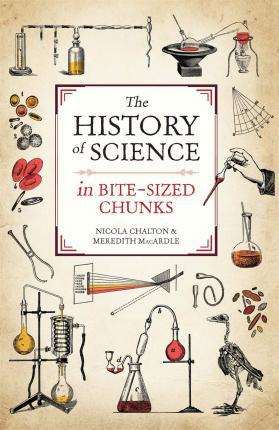 The
HISTORY
of SCIENCE
in BITE-SIZED
CHUNKS
NICOLA CHALTON &
MEREDITH MACARDLE